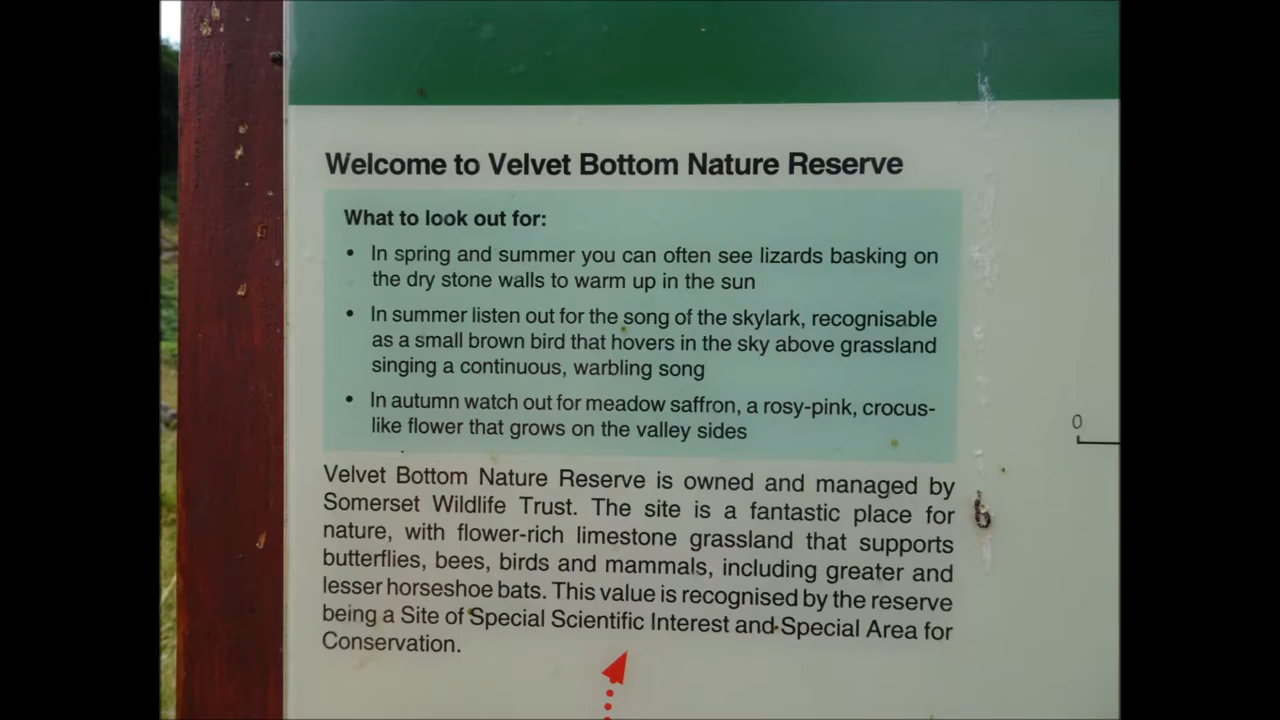 Welcome to Velvet Bottom Nature Reserve
What to look out for:
• In spring and summer you can often see lizards basking on
the dry stone walls to warm up in the sun
• In summer listen out for the song of the skylark, recognisable
as a small brown bird that hovers in the sky above grassland
singing a continuous, warbling song
• In autumn watch out for meadow saffron, a rosy-pink, crocus-
like flower that grows on the valley sides
0
Velvet Bottom Nature Reserve is owned and managed by
Somerset Wildlife Trust. The site is a fantastic place for
nature, with flower-rich limestone grassland that supports
butterflies, bees, birds and mammals, including greater and
lesser horseshoe bats. This value is recognised by the reserve
being a Site of Special Scientific Interest and Special Area for
Conservation.